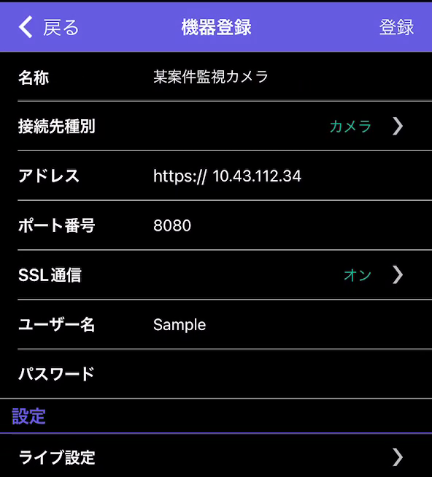 戻る 機器登録 登録
名称 某案件監視カメラ
接続先種別 カメラ
アドレス https:// 10.43.112.34
ポート番号 8080
SSL通信 オン
ユーザー名 Sample
パスワード
設定
ライブ設定